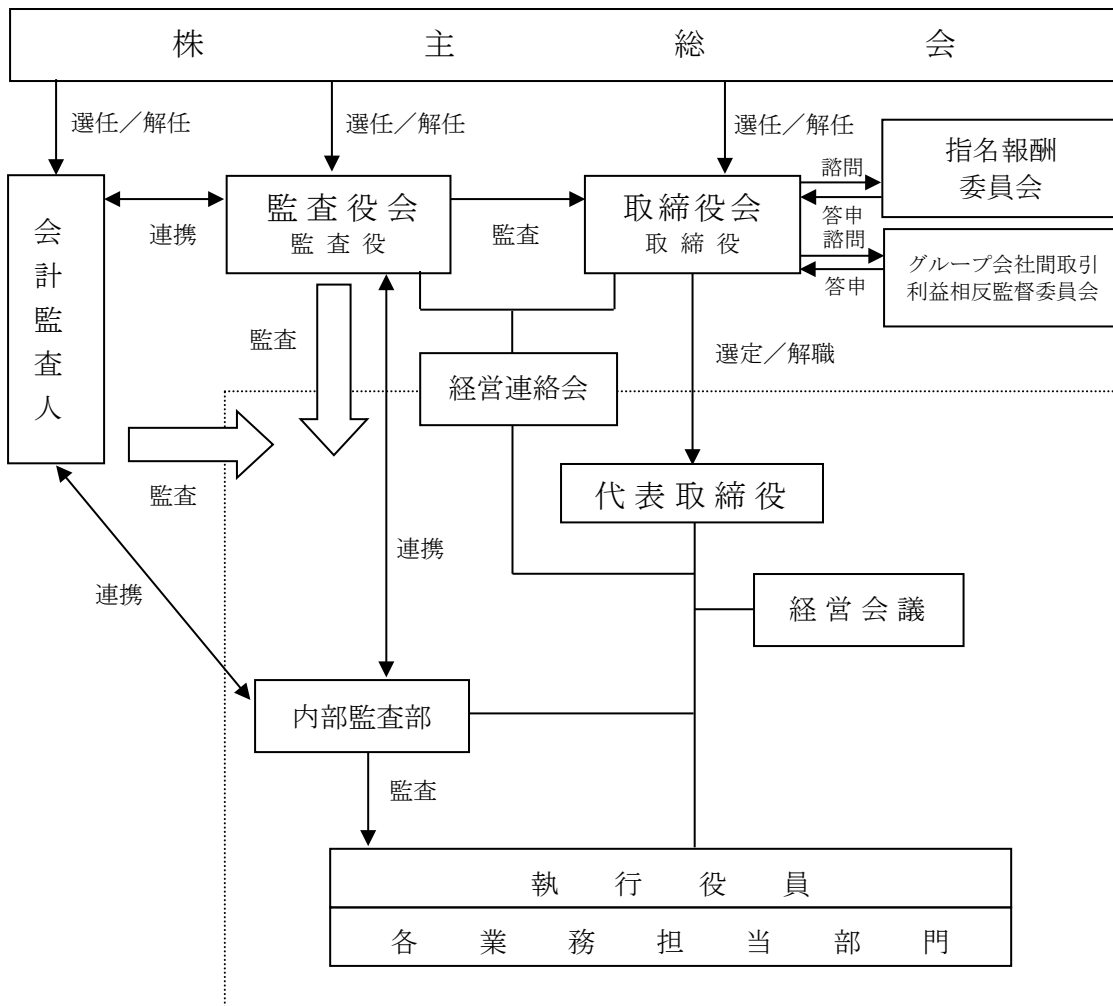 株主総会
選任／解任
選任／解任
選任／解任
指名報酬
委員会
諮問
答申
会計監査人
連携
監査役会
監査役
監査
取締役会
取締役
諮問
答申
グループ会社間取引
利益相反監督委員会
監査
選定／解職
経営連絡会
監査
代表取締役
連携
連携
経営会議
内部監査部
監査
執行役員
各業務担当部門